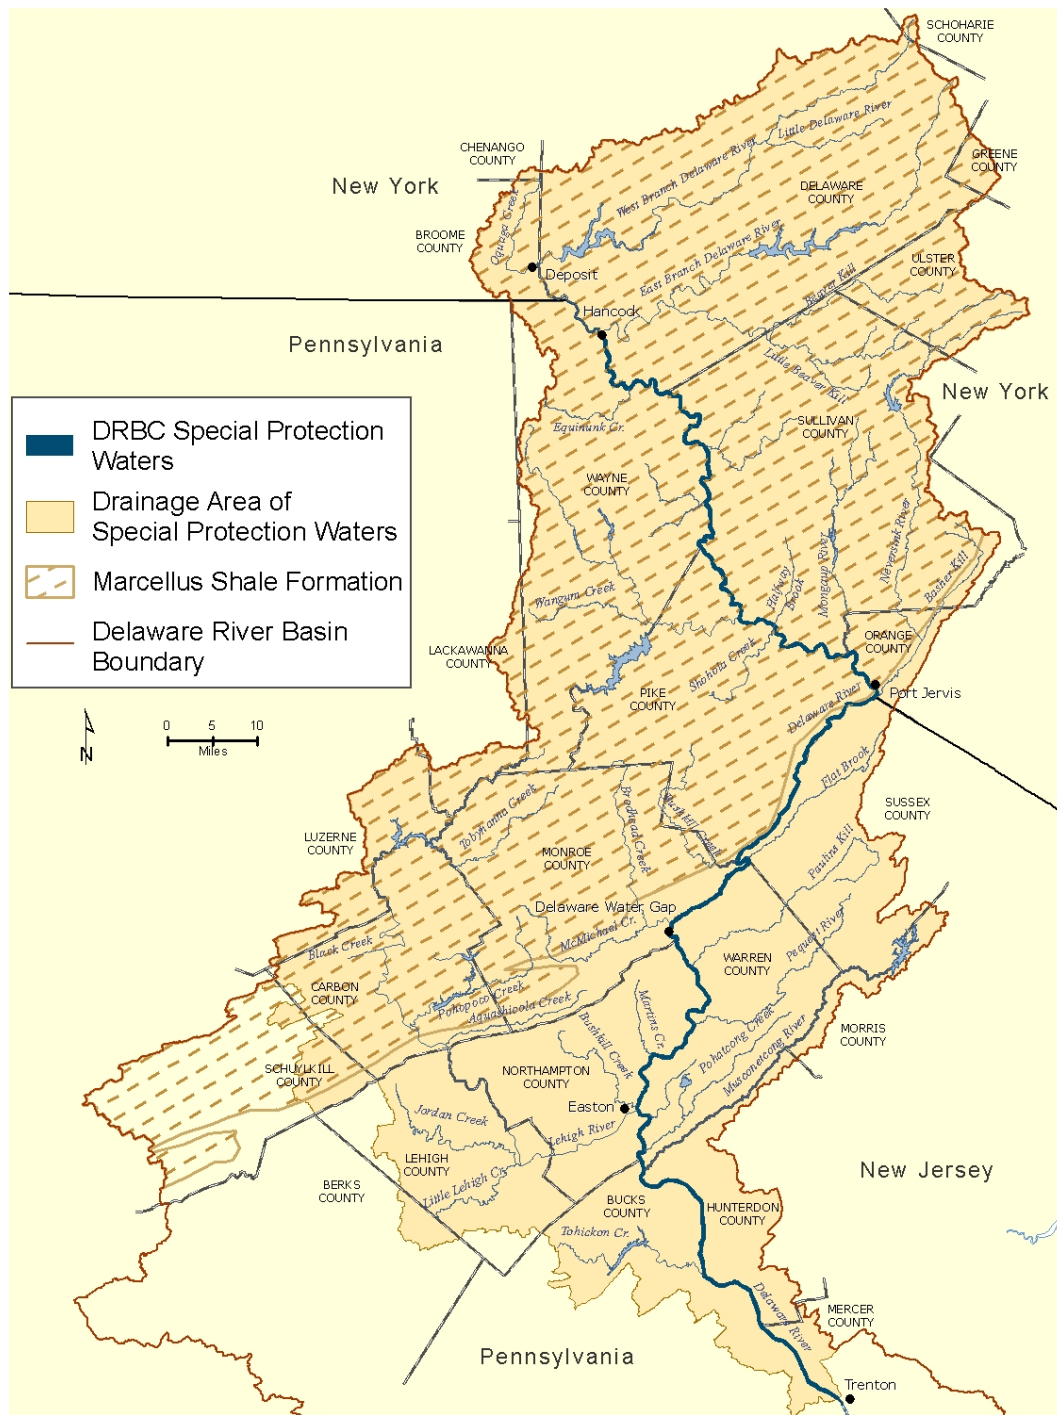 SCHOHARIE
COUNTY
Little Delaware River
CHENANGO
COUNTY
GREENE
COUNTY
New York
West Branch Delaware River
DELAWARE
COUNTY
Oquaga Creek
BROOME
COUNTY
East Branch Delaware River
ULSTER
COUNTY
Deposit
Beaver Kill
Hancock
Pennsylvania
Little Beaver Kill
New York
DRBC Special Protection
Waters
Drainage Area of
Special Protection Waters
Marcellus Shale Formation
Delaware River Basin
Boundary
Equinunk Cr.
SULLIVAN
COUNTY
WAYNE
COUNTY
Neversink River
Mongaup River
Halfway
Brook
Basher Kill
Wangum Creek
ORANGE
COUNTY
LACKAWANNA
COUNTY
Shohola Creek
PIKE
COUNTY
Delaware River
Port Jervis
0 5 10
Miles
N
Flat Brook
SUSSEX
COUNTY
Tobyhanna Creek
Brodhead Creek
Bushkill Creek
LUZERNE
COUNTY
MONROE
COUNTY
Paulins Kill
Delaware Water Gap
McMichael Cr.
Pequest River
Black Creek
WARREN
COUNTY
CARBON
COUNTY
Pohopoco Creek
Aquashicola Creek
Martins Cr.
Bushkill Creek
Pohatcong Creek
Musconetcong River
MORRIS
COUNTY
SCHUYLKILL
COUNTY
NORTHAMPTON
COUNTY
Easton
Jordan Creek
Lehigh River
LEHIGH
COUNTY
Little Lehigh Cr.
BERKS
COUNTY
New Jersey
BUCKS
COUNTY
HUNTERDON
COUNTY
Tohickon Cr.
Delaware River
MERCER
COUNTY
Pennsylvania
Trenton